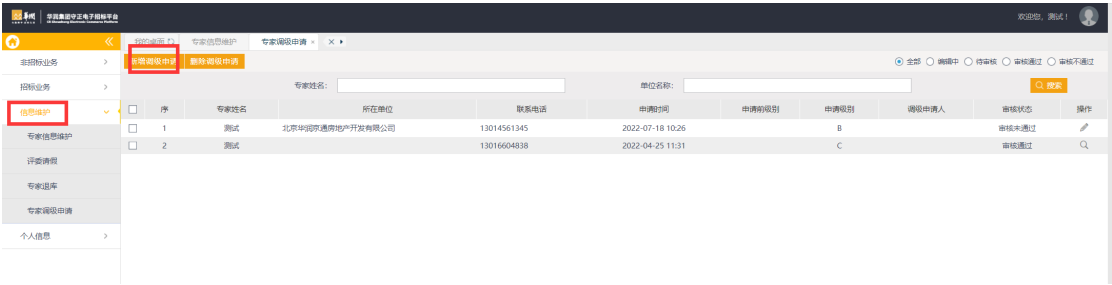 华润集团守正电子招标平台
欢迎您, 测试!
我的桌面 专家信息维护 专家调级申请 ×
非招标业务
招标业务
信息维护
专家信息维护
评委请假
专家退库
专家调级申请
个人信息
新增调级申请 删除调级申请
全部 编辑中 待审核 审核通过 审核不通过
专家姓名: 单位名称: 搜索
序 专家姓名 所在单位 联系电话 申请时间 申请前级别 申请级别 调级申请人 审核状态 操作
1 测试 北京华润京通房地产开发有限公司 13014561345 2022-07-18 10:26 B 审核未通过
2 测试 13016604838 2022-04-25 11:31 C 审核通过